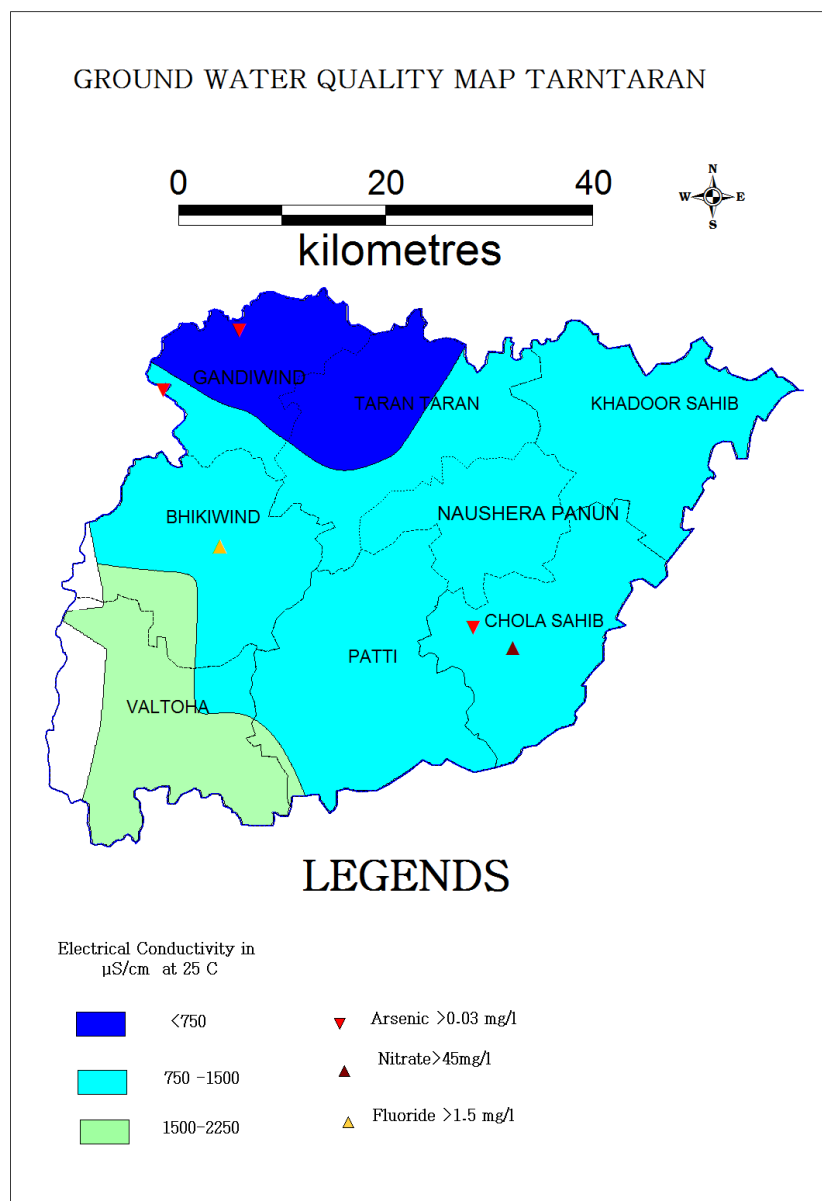 GROUND WATER QUALITY MAP TARNTARAN
0 20 40
kilometres
N
W E
S
GANDIWIND
TARAN TARAN
KHADOOR SAHIB
BHIKIWIND
NAUSHERA PANUN
CHOLA SAHIB
PATTI
VALTOHA
LEGENDS
Electrical Conductivity in
µS/cm at 25 C
<750
750 -1500
1500-2250
Arsenic >0.03 mg/l
Nitrate>45mg/l
Fluoride >1.5 mg/l